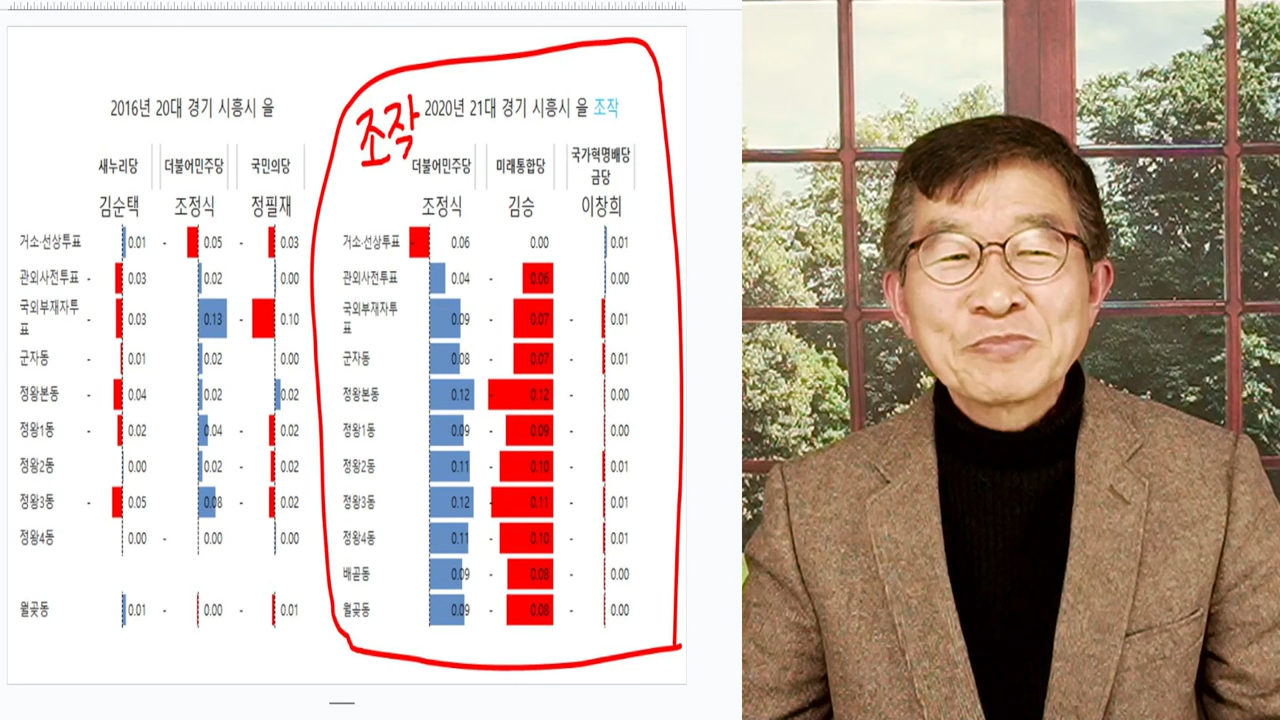 2016년 20대 경기 시흥시 을
새누리당 더불어민주당 국민의당
김순택 조정식 정필재
거소·선상투표 0.01 - 0.05 - 0.03
관외사전투표 - 0.03 0.02 0.00
국외부재자투표 - 0.03 0.13 - 0.10
군자동 - 0.01 0.02 0.00
정왕본동 - 0.04 0.02 0.02
정왕1동 - 0.02 0.04 - 0.02
정왕2동 0.00 0.02 - 0.02
정왕3동 - 0.05 0.08 - 0.02
정왕4동 0.00 - 0.00 0.00
월곶동 0.01 - 0.00 - 0.01
조작
2020년 21대 경기 시흥시 을 조작
더불어민주당 미래통합당 국가혁명배당금당
조정식 김승 이창희
거소·선상투표 - 0.06 0.00 0.01
관외사전투표 0.04 - 0.06 0.00
국외부재자투표 0.09 - 0.07 - 0.01
군자동 0.08 - 0.07 - 0.01
정왕본동 0.12 - 0.12 - 0.00
정왕1동 0.09 - 0.09 - 0.00
정왕2동 0.11 - 0.10 - 0.01
정왕3동 0.12 - 0.11 - 0.01
정왕4동 0.11 - 0.10 - 0.01
배곧동 0.09 - 0.08 - 0.00
월곶동 0.09 - 0.08 - 0.00